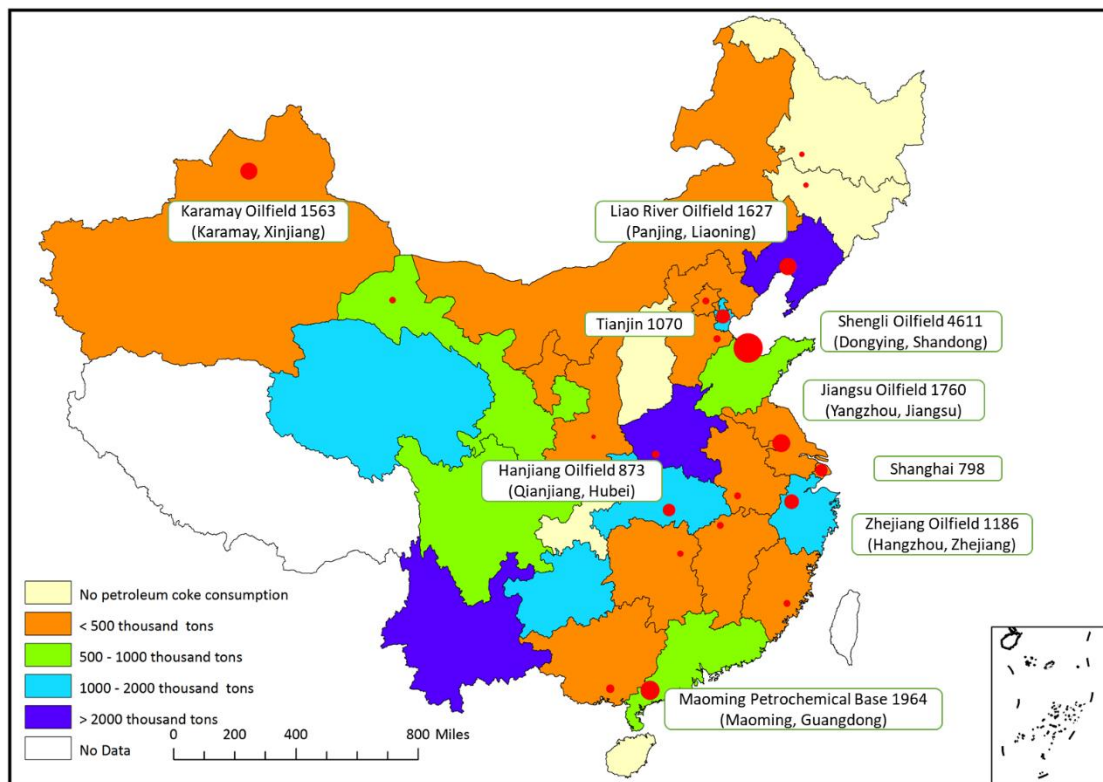 Karamay Oilfield 1563
(Karamay, Xinjiang)
Liao River Oilfield 1627
(Panjing, Liaoning)
Tianjin 1070
Shengli Oilfield 4611
(Dongying, Shandong)
Jiangsu Oilfield 1760
(Yangzhou, Jiangsu)
Hanjiang Oilfield 873
(Qianjiang, Hubei)
Shanghai 798
Zhejiang Oilfield 1186
(Hangzhou, Zhejiang)
Maoming Petrochemical Base 1964
(Maoming, Guangdong)
No petroleum coke consumption
< 500 thousand tons
500 - 1000 thousand tons
1000 - 2000 thousand tons
> 2000 thousand tons
No Data
0 200 400 800 Miles